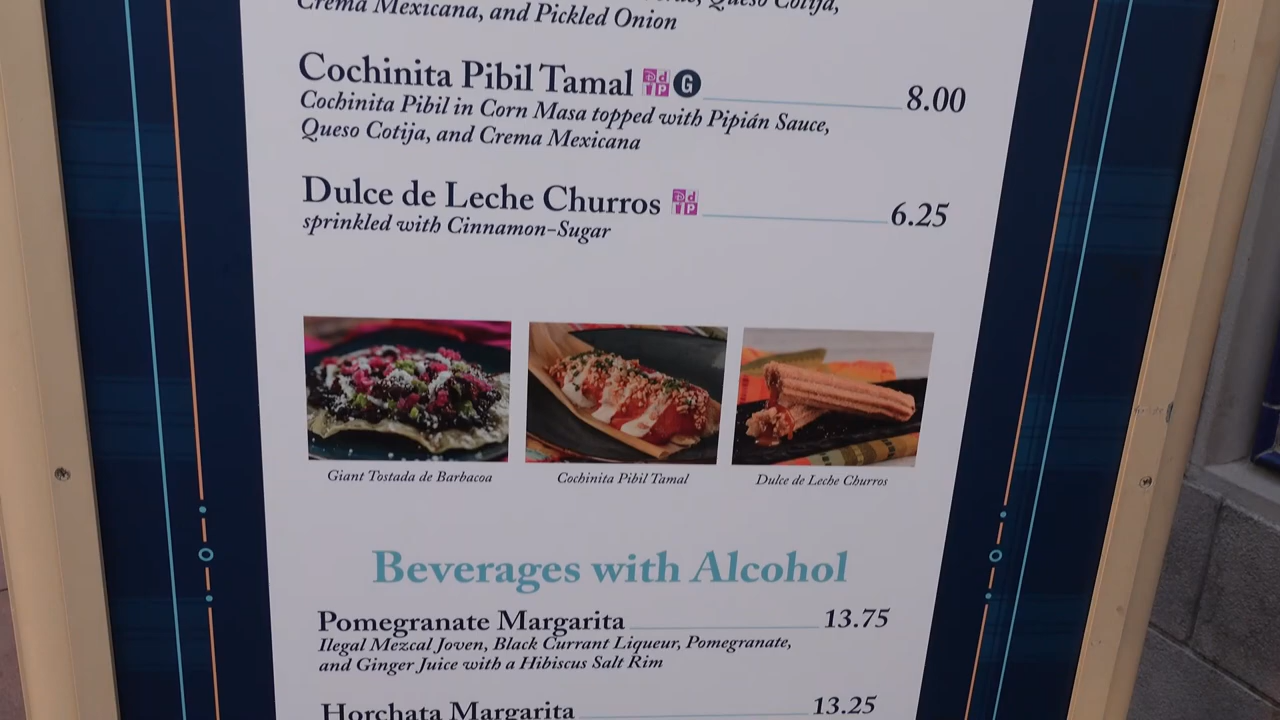 Crema Mexicana, and Pickled Onion
Cochinita Pibil Tamal G 8.00
Cochinita Pibil in Corn Masa topped with Pipián Sauce,
Queso Cotija, and Crema Mexicana
Dulce de Leche Churros 6.25
sprinkled with Cinnamon-Sugar
Giant Tostada de Barbacoa
Cochinita Pibil Tamal
Dulce de Leche Churros
Beverages with Alcohol
Pomegranate Margarita 13.75
Ilegal Mezcal Joven, Black Currant Liqueur, Pomegranate,
and Ginger Juice with a Hibiscus Salt Rim
Horchata Margarita 13.25